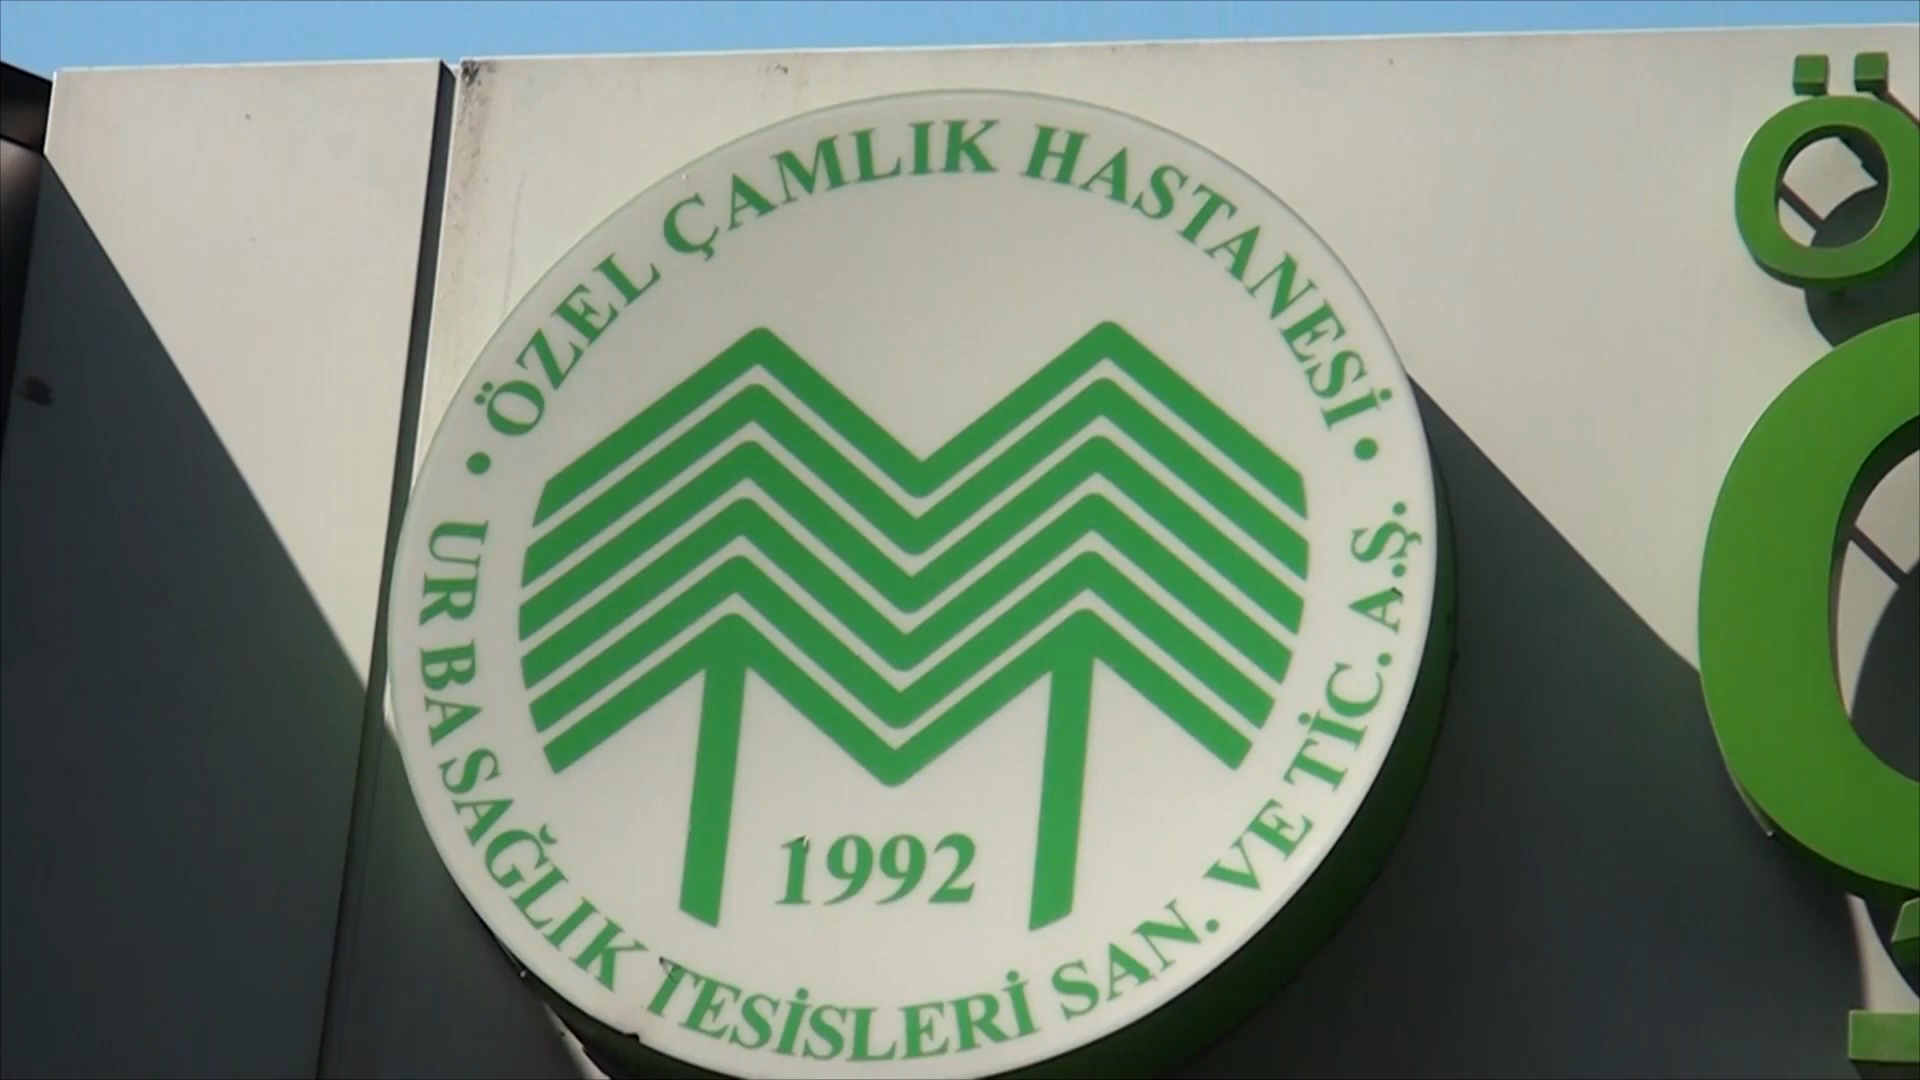 ÖZEL ÇAMLIK HASTANESİ
1992
UR BA SAĞLIK TESİSLERİ SAN. VE TİC. A.Ş.